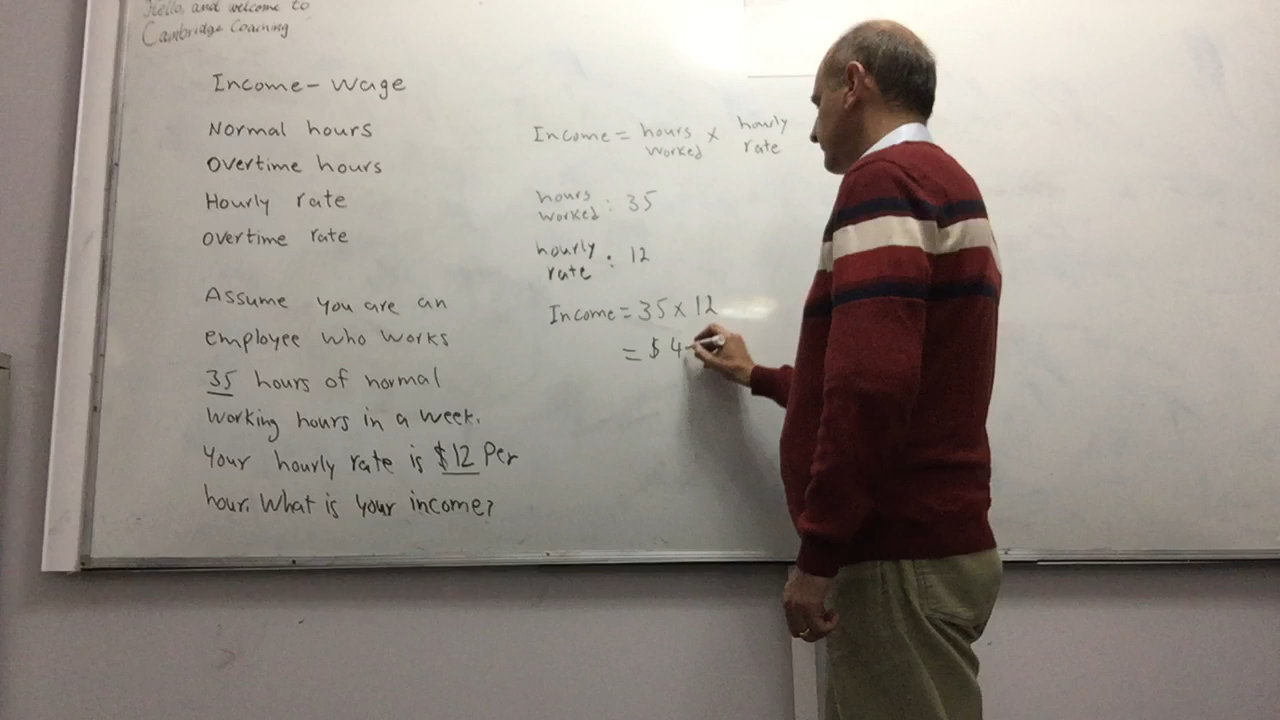 Hello, and welcome to
Cambridge Coaching
Income - Wage
Normal hours
Overtime hours
Hourly rate
overtime rate
Assume you are an
employee who works
35 hours of normal
working hours in a week.
Your hourly rate is $12 Per
hour. What is your income?
Income = hours worked × hourly rate
hours worked : 35
hourly rate : 12
Income = 35 × 12
= $ 4